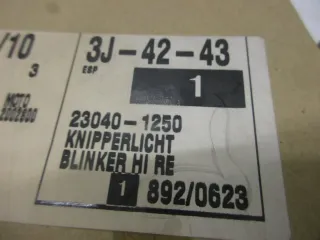 /10
3
3J-42-43
ESP
1
23040-1250
KNIPPERLICHT
BLINKER HI RE
1 892/0623